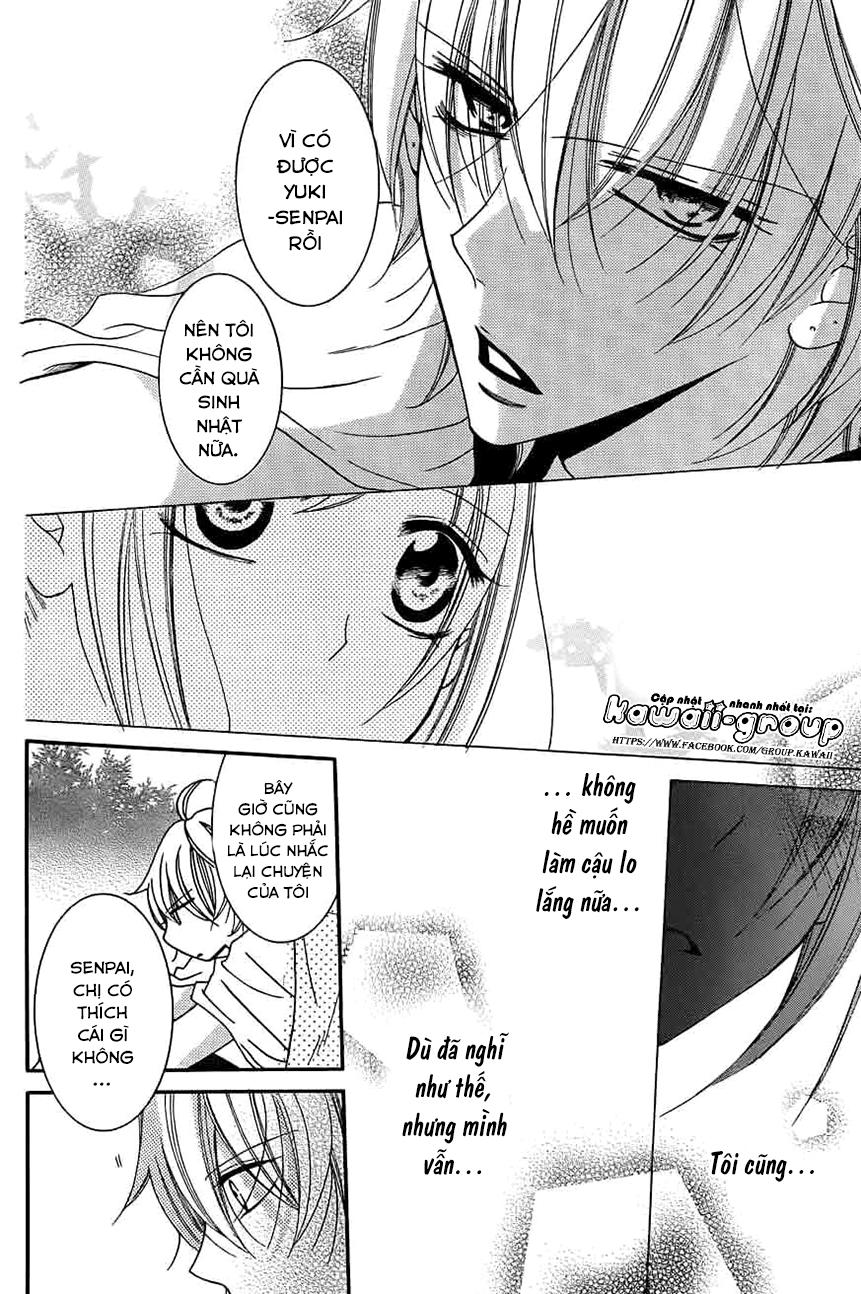 VÌ CÓ
ĐƯỢC
YUKI
-SENPAI
RỒI
NÊN TÔI
KHÔNG
CẦN QUÀ
SINH
NHẬT
NỮA.
Cập nhật nhanh nhất tại:
kawaii-group
HTTPS://WWW.FACEBOOK.COM/GROUP.KAWAII
BÂY
GIỜ CŨNG
KHÔNG PHẢI
LÀ LÚC NHẮC
LẠI CHUYỆN
CỦA TÔI
SENPAI,
CHỊ CÓ
THÍCH
CÁI GÌ
KHÔNG
...
... không
hề muốn
làm cậu lo
lắng nữa...
Dù đã nghĩ
như thế,
nhưng mình
vẫn...
Tôi cũng...